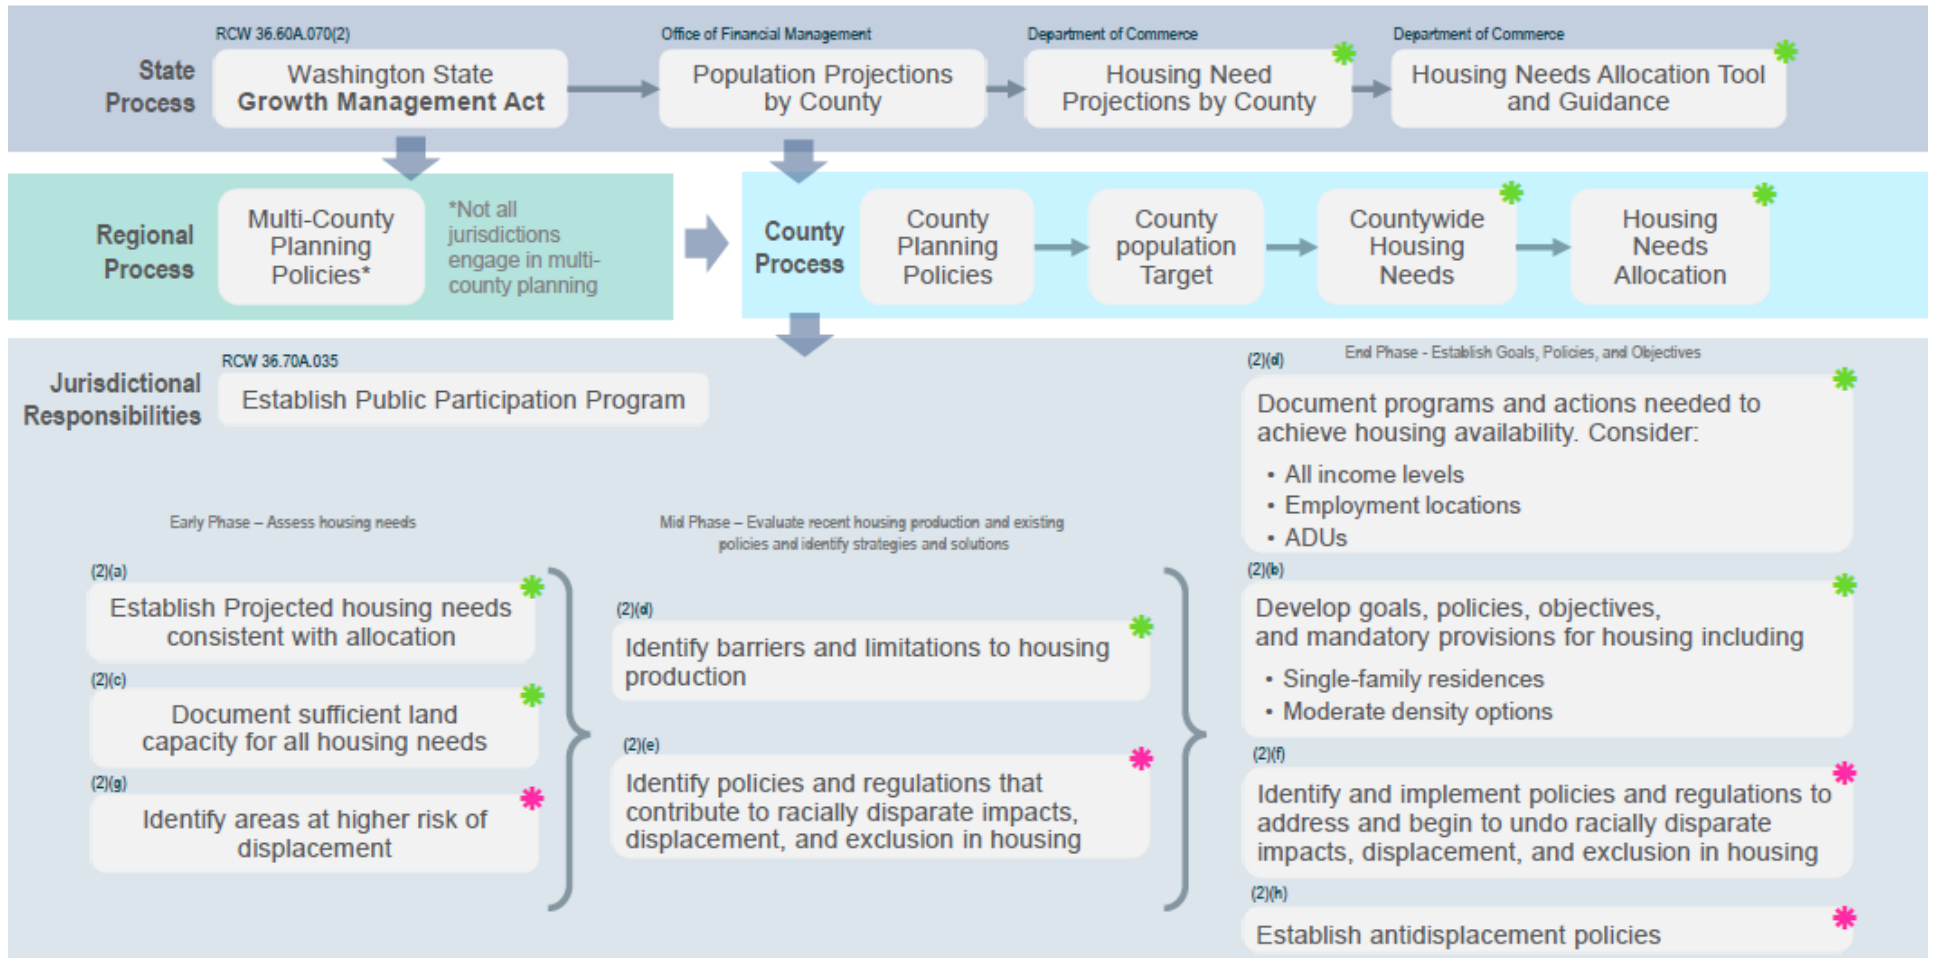 RCW 36.60A.070(2)
Office of Financial Management
Department of Commerce
Department of Commerce
State
Process
Washington State
Growth Management Act
Population Projections
by County
Housing Need
Projections by County
Housing Needs Allocation Tool
and Guidance
Regional
Process
Multi-County
Planning
Policies*
*Not all
jurisdictions
engage in multi-
county planning
County
Process
County
Planning
Policies
County
population
Target
Countywide
Housing
Needs
Housing
Needs
Allocation
Jurisdictional
Responsibilities
RCW 36.70A.035
Establish Public Participation Program
Early Phase – Assess housing needs
(2)(a)
Establish Projected housing needs
consistent with allocation
(2)(c)
Document sufficient land
capacity for all housing needs
(2)(g)
Identify areas at higher risk of
displacement
Mid Phase – Evaluate recent housing production and existing
policies and identify strategies and solutions
(2)(d)
Identify barriers and limitations to housing
production
(2)(e)
Identify policies and regulations that
contribute to racially disparate impacts,
displacement, and exclusion in housing
End Phase - Establish Goals, Policies, and Objectives
(2)(d)
Document programs and actions needed to
achieve housing availability. Consider:
• All income levels
• Employment locations
• ADUs
(2)(b)
Develop goals, policies, objectives,
and mandatory provisions for housing including
• Single-family residences
• Moderate density options
(2)(f)
Identify and implement policies and regulations to
address and begin to undo racially disparate
impacts, displacement, and exclusion in housing
(2)(h)
Establish antidisplacement policies